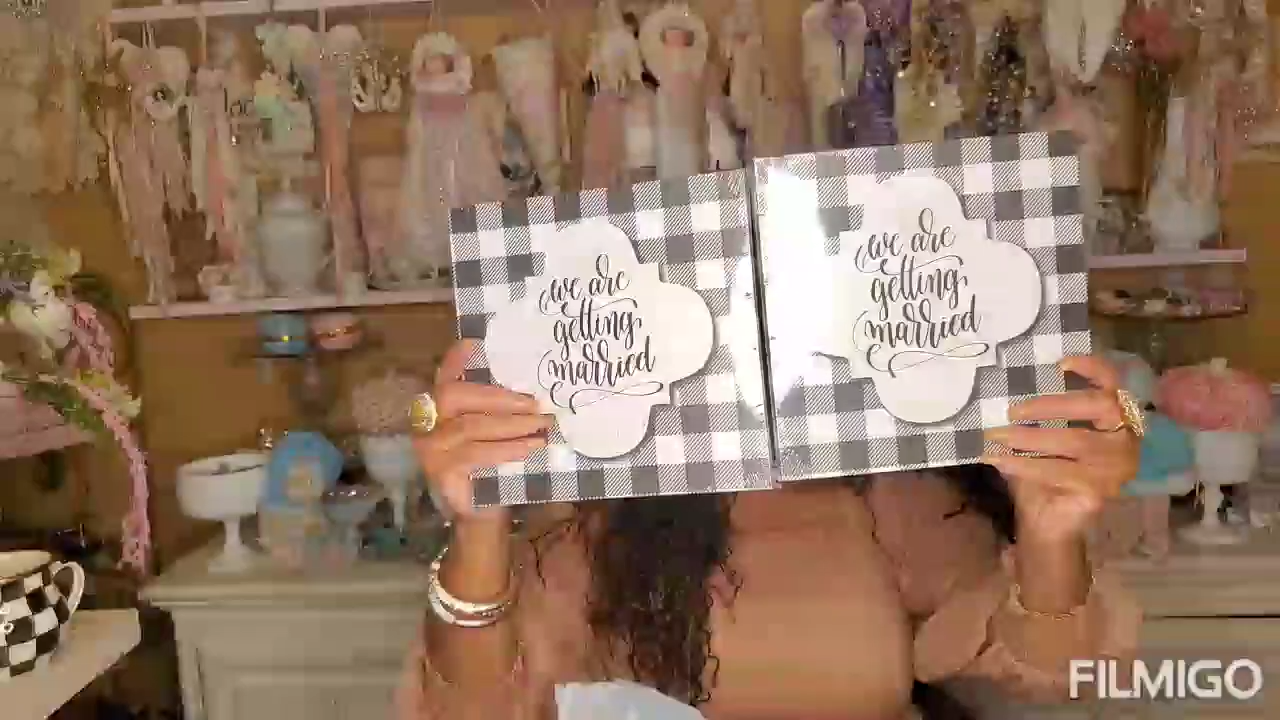 we are
getting
married
we are
getting
married
FILMIGO